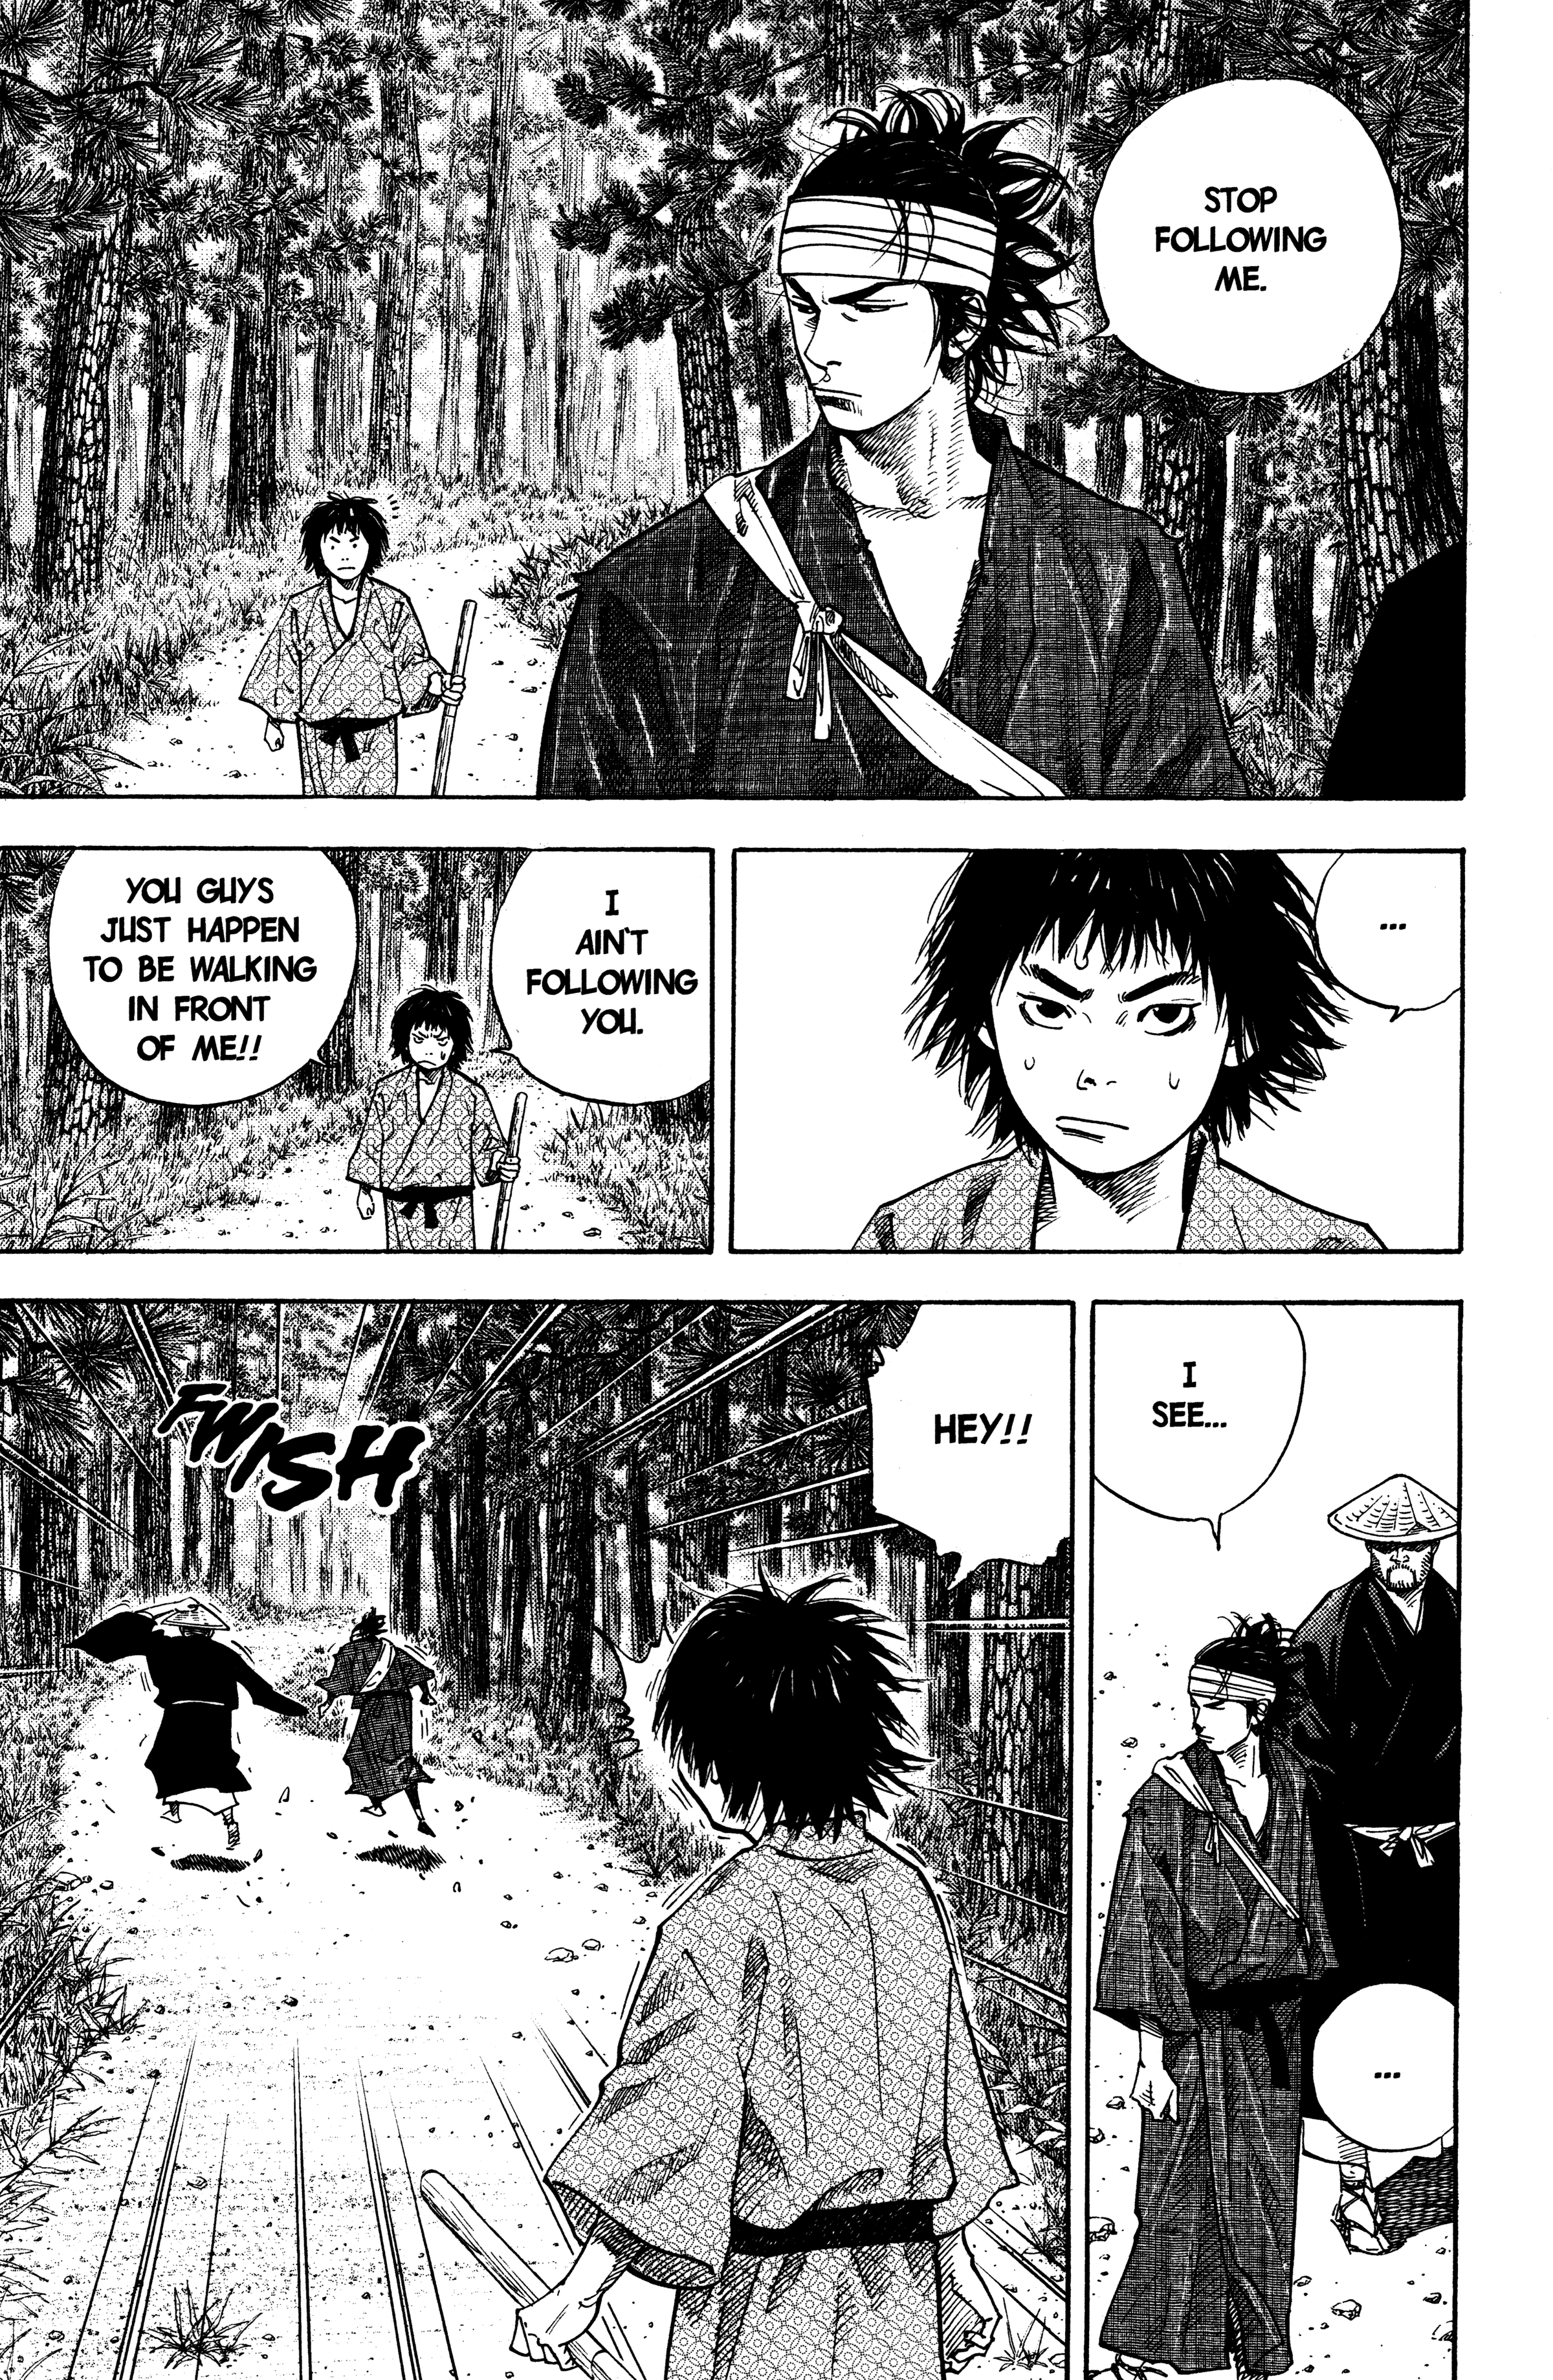 STOP
FOLLOWING
ME.
...
I
AIN'T
FOLLOWING
YOU.
YOU GUYS
JUST HAPPEN
TO BE WALKING
IN FRONT
OF ME!!
I
SEE...
...
HEY!!
FWISH